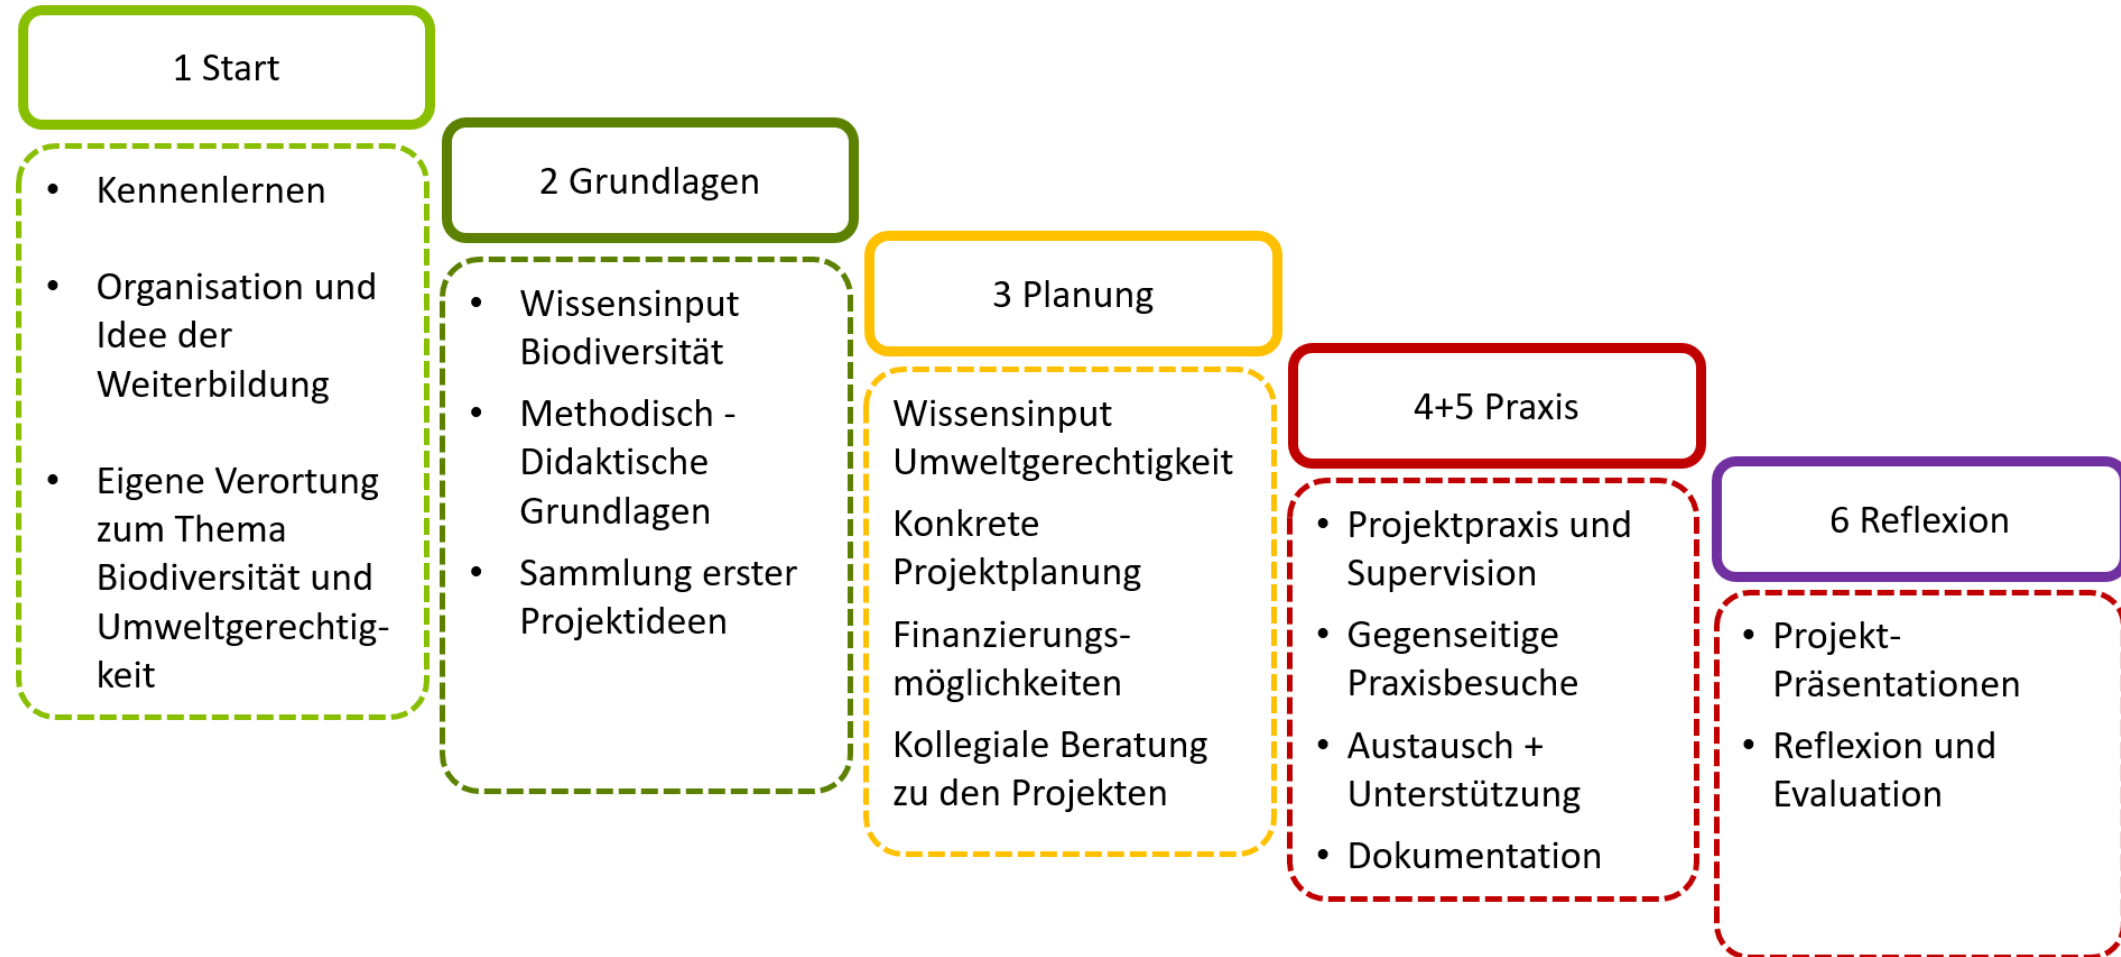 1 Start
• Kennenlernen
• Organisation und
Idee der
Weiterbildung
• Eigene Verortung
zum Thema
Biodiversität und
Umweltgerechtig-
keit
2 Grundlagen
• Wissensinput
Biodiversität
• Methodisch -
Didaktische
Grundlagen
• Sammlung erster
Projektideen
3 Planung
Wissensinput
Umweltgerechtigkeit
Konkrete
Projektplanung
Finanzierungs-
möglichkeiten
Kollegiale Beratung
zu den Projekten
4+5 Praxis
• Projektpraxis und
Supervision
• Gegenseitige
Praxisbesuche
• Austausch +
Unterstützung
• Dokumentation
6 Reflexion
• Projekt-
Präsentationen
• Reflexion und
Evaluation